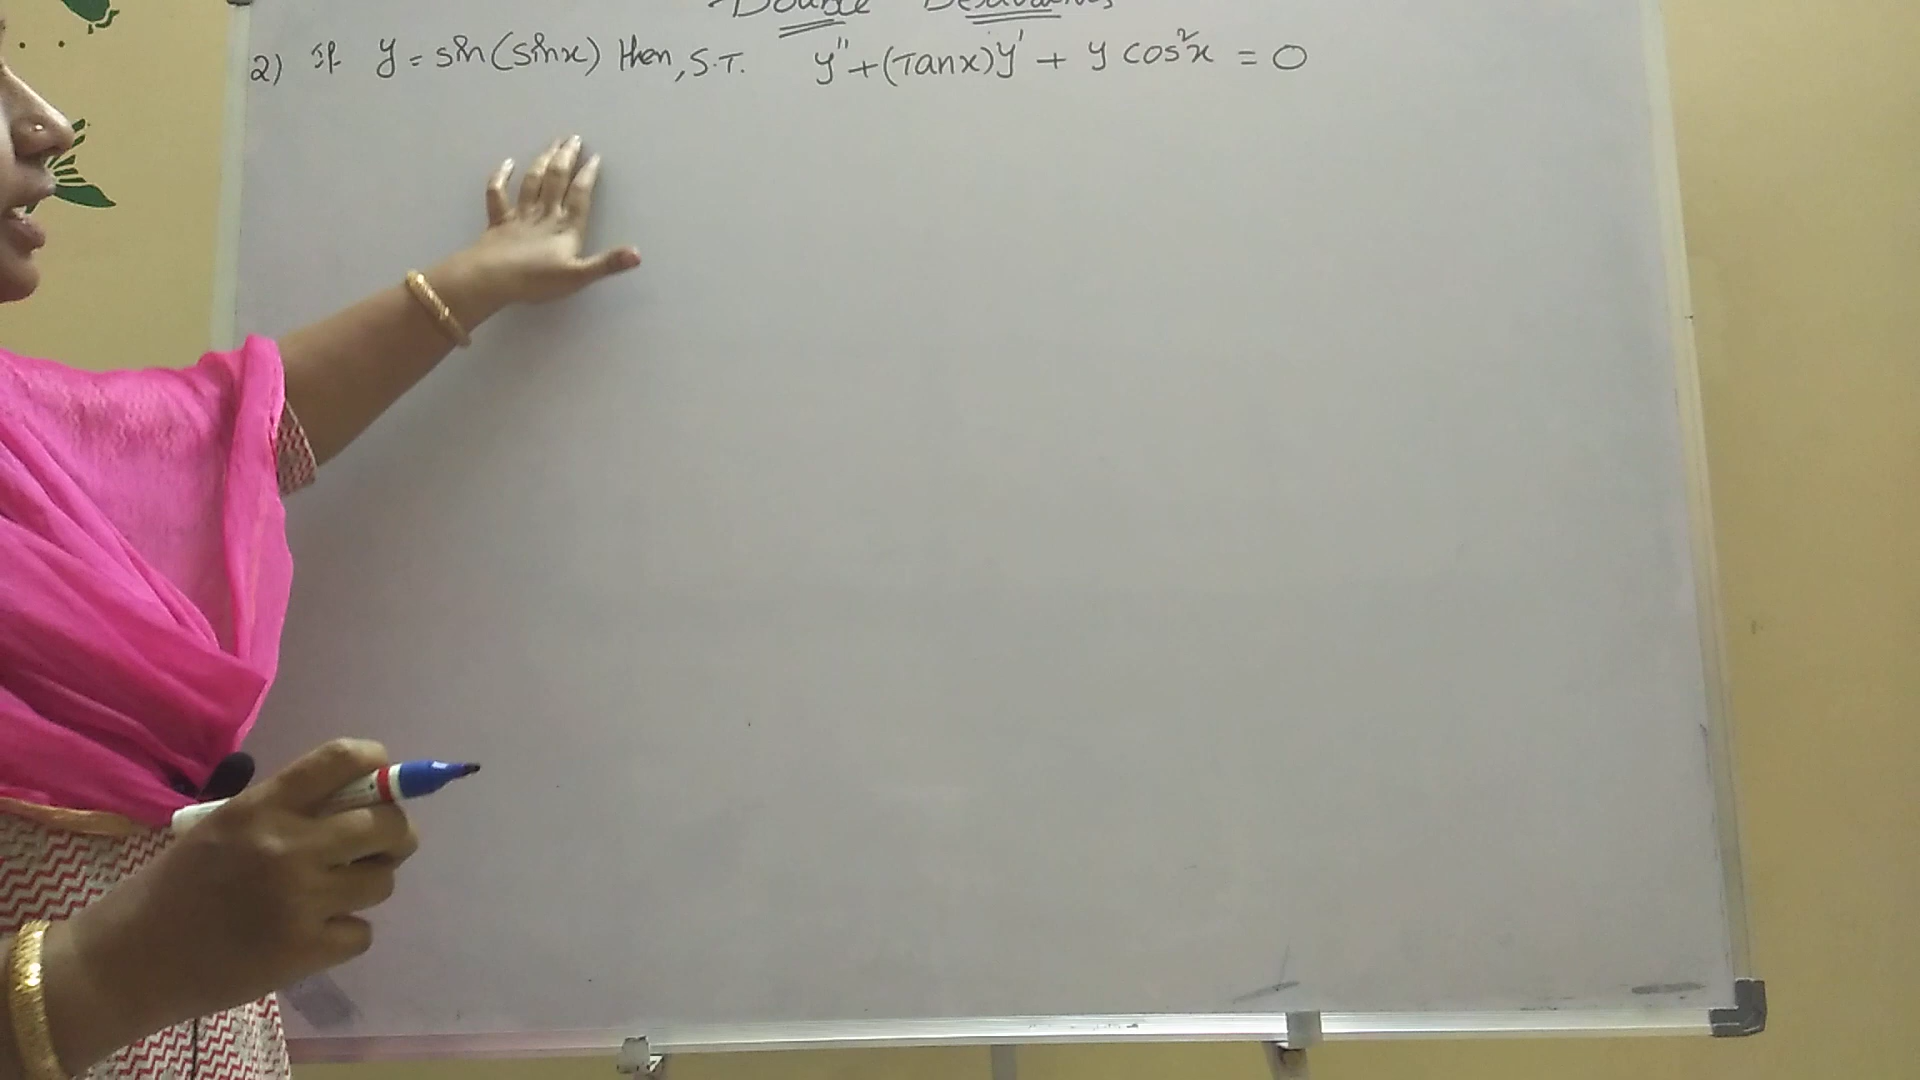 Double Derivatives
2) If y = sin(sinx) then, S.T. y'' + (Tanx)y' + y cos²x = 0